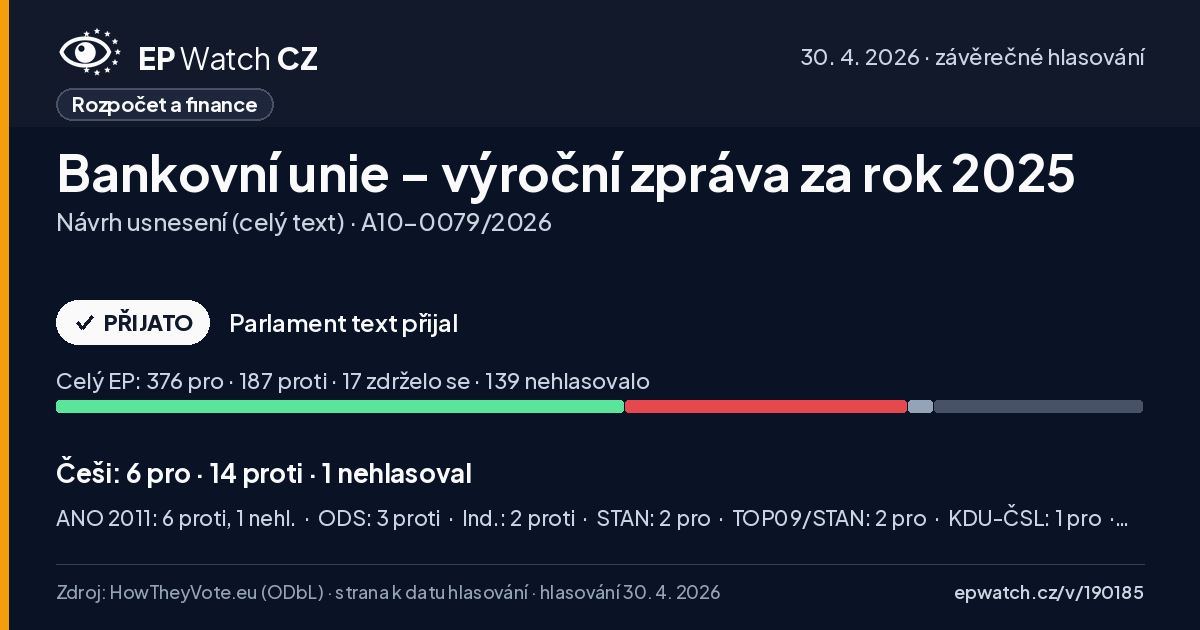 EP Watch CZ
30. 4. 2026 · závěrečné hlasování
Rozpočet a finance
Bankovní unie – výroční zpráva za rok 2025
Návrh usnesení (celý text) · A10-0079/2026
✓ PŘIJATO
Parlament text přijal
Celý EP: 376 pro · 187 proti · 17 zdrželo se · 139 nehlasovalo
Češi: 6 pro · 14 proti · 1 nehlasoval
ANO 2011: 6 proti, 1 nehl. · ODS: 3 proti · Ind.: 2 proti · STAN: 2 pro · TOP09/STAN: 2 pro · KDU-ČSL: 1 pro ·…
Zdroj: HowTheyVote.eu (ODbL) · strana k datu hlasování · hlasování 30. 4. 2026
epwatch.cz/v/190185